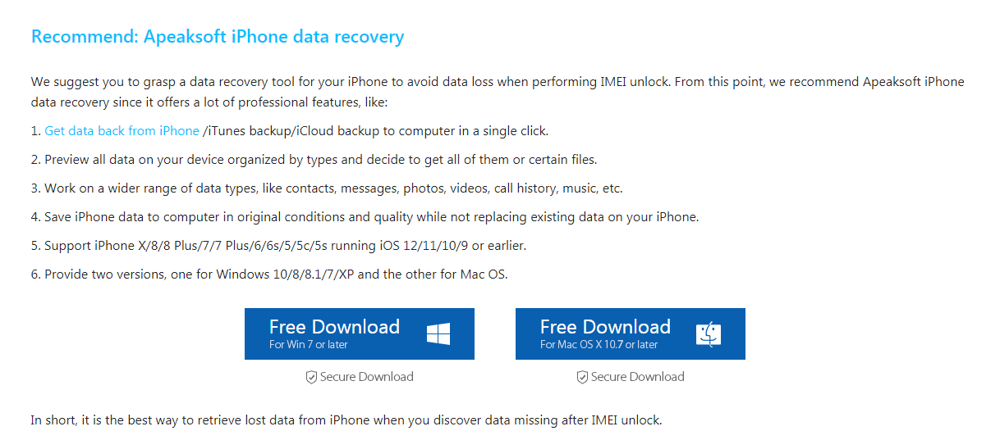 Recommend: Apeaksoft iPhone data recovery
We suggest you to grasp a data recovery tool for your iPhone to avoid data loss when performing IMEI unlock. From this point, we recommend Apeaksoft iPhone
data recovery since it offers a lot of professional features, like:
1. Get data back from iPhone /iTunes backup/iCloud backup to computer in a single click.
2. Preview all data on your device organized by types and decide to get all of them or certain files.
3. Work on a wider range of data types, like contacts, messages, photos, videos, call history, music, etc.
4. Save iPhone data to computer in original conditions and quality while not replacing existing data on your iPhone.
5. Support iPhone X/8/8 Plus/7/7 Plus/6/6s/5/5c/5s running iOS 12/11/10/9 or earlier.
6. Provide two versions, one for Windows 10/8/8.1/7/XP and the other for Mac OS.
Free Download
For Win 7 or later
Secure Download
Free Download
For Mac OS X 10.7 or later
Secure Download
In short, it is the best way to retrieve lost data from iPhone when you discover data missing after IMEI unlock.